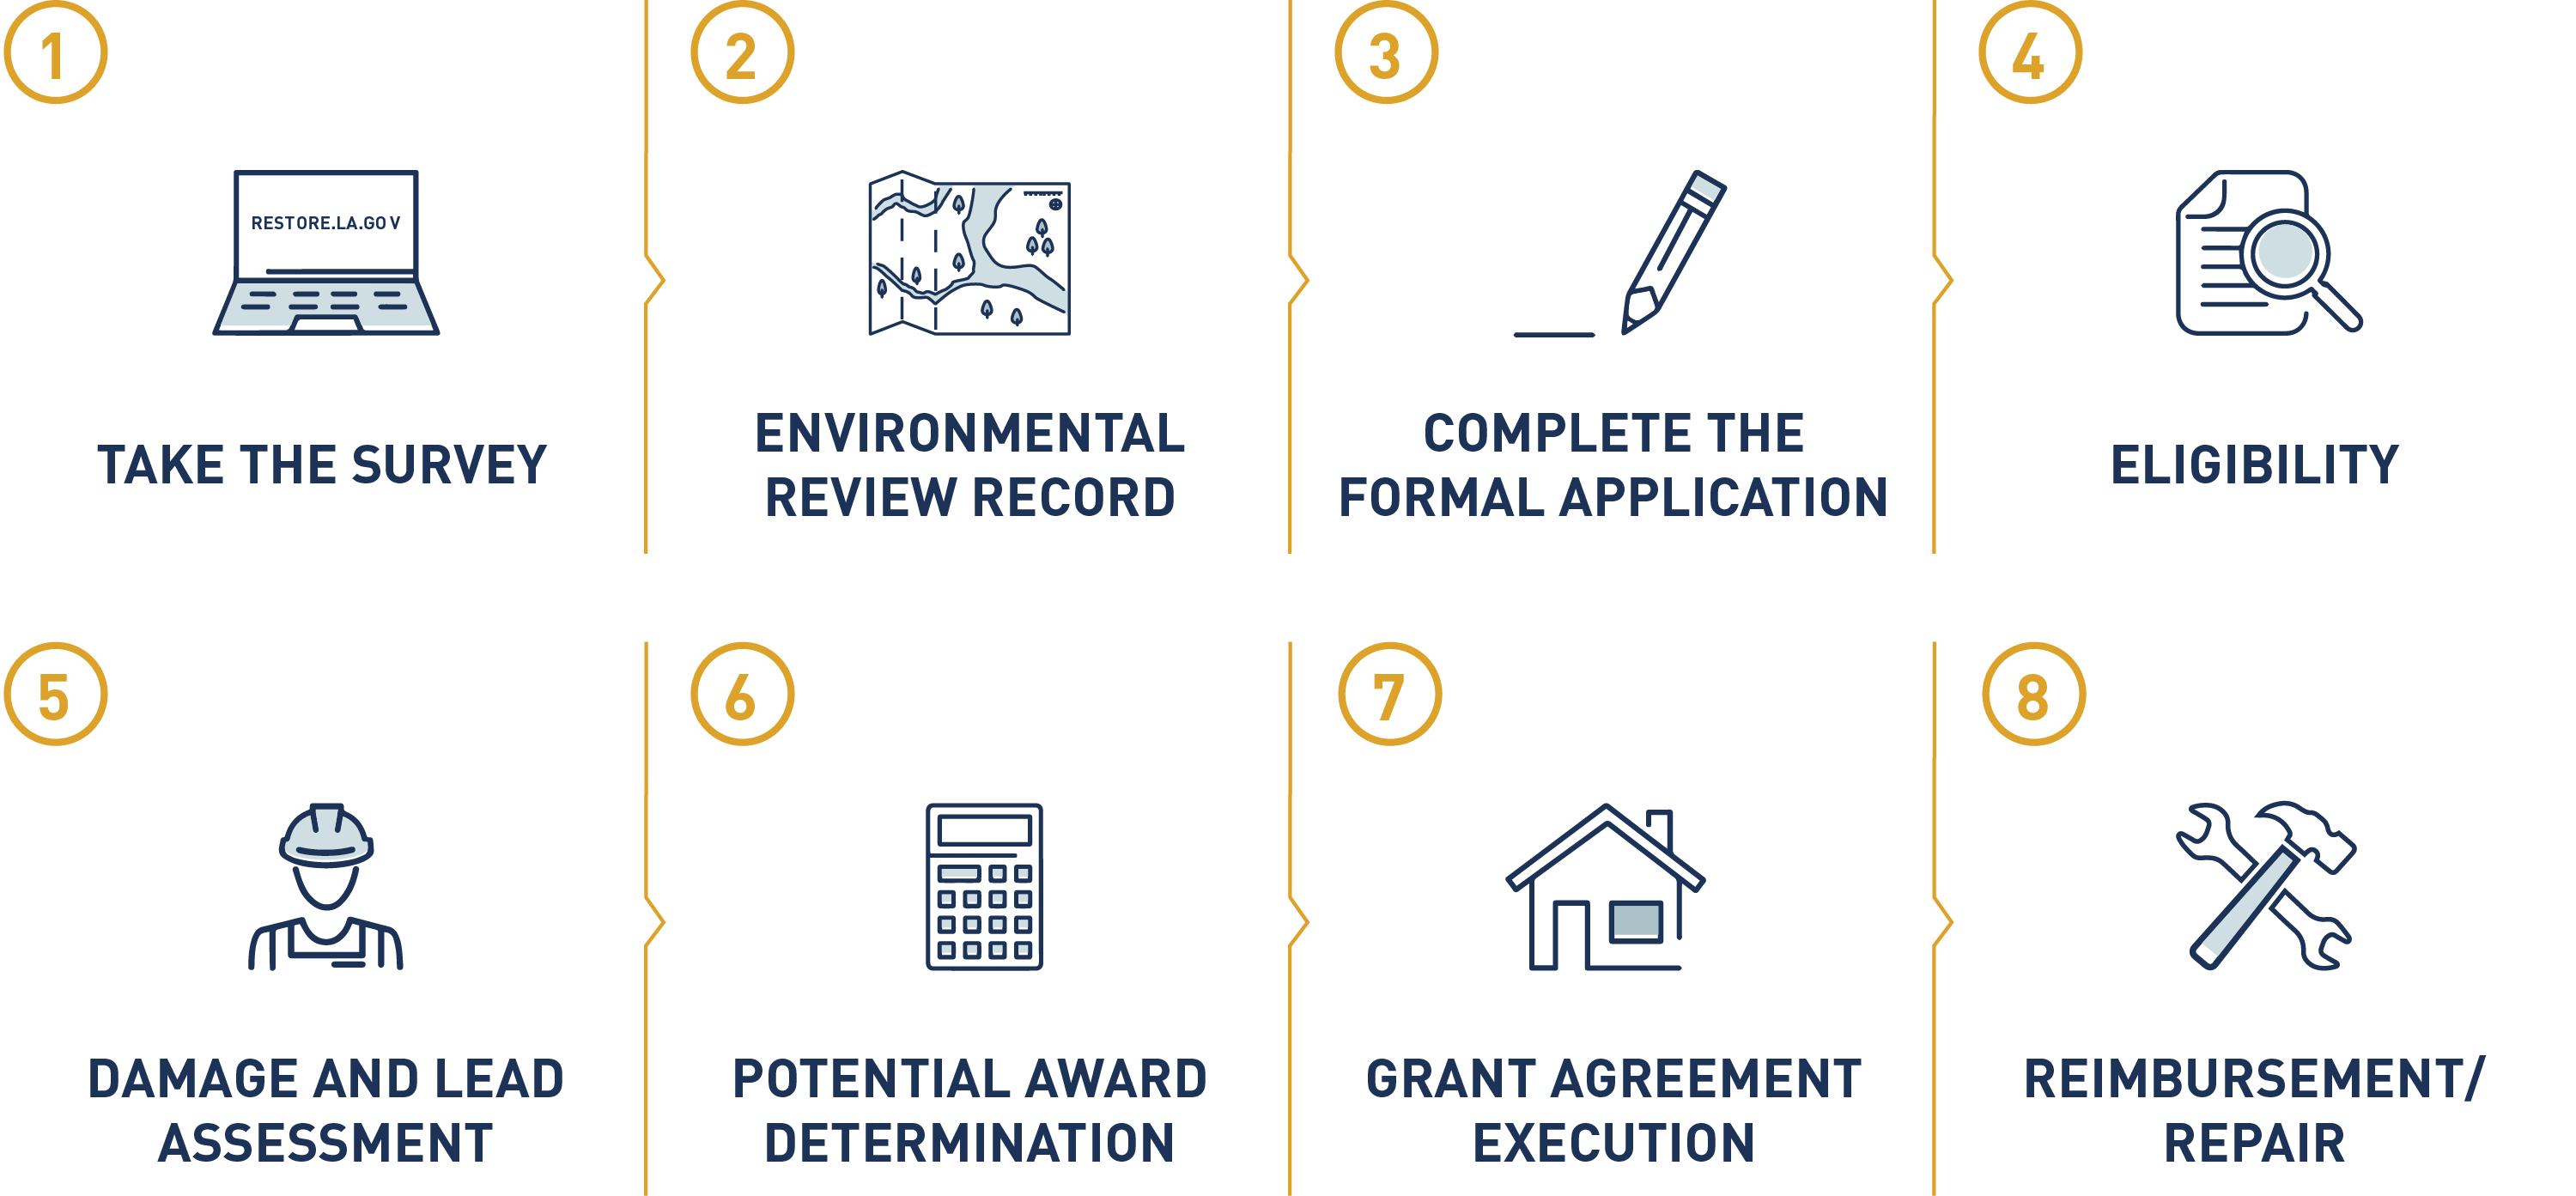 1
RESTORE.LA.GO V
TAKE THE SURVEY
2
ENVIRONMENTAL
REVIEW RECORD
3
COMPLETE THE
FORMAL APPLICATION
4
ELIGIBILITY
5
DAMAGE AND LEAD
ASSESSMENT
6
POTENTIAL AWARD
DETERMINATION
7
GRANT AGREEMENT
EXECUTION
8
REIMBURSEMENT/
REPAIR